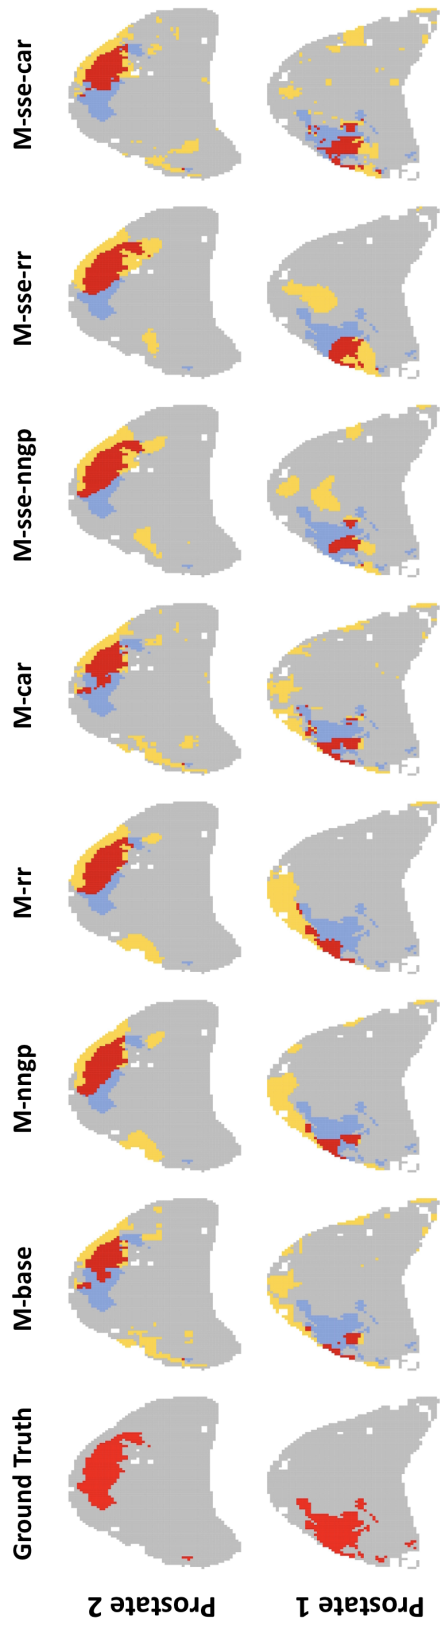 Ground Truth
M-base
M-nngp
M-rr
M-car
M-sse-nngp
M-sse-rr
M-sse-car
Prostate 2
Prostate 1